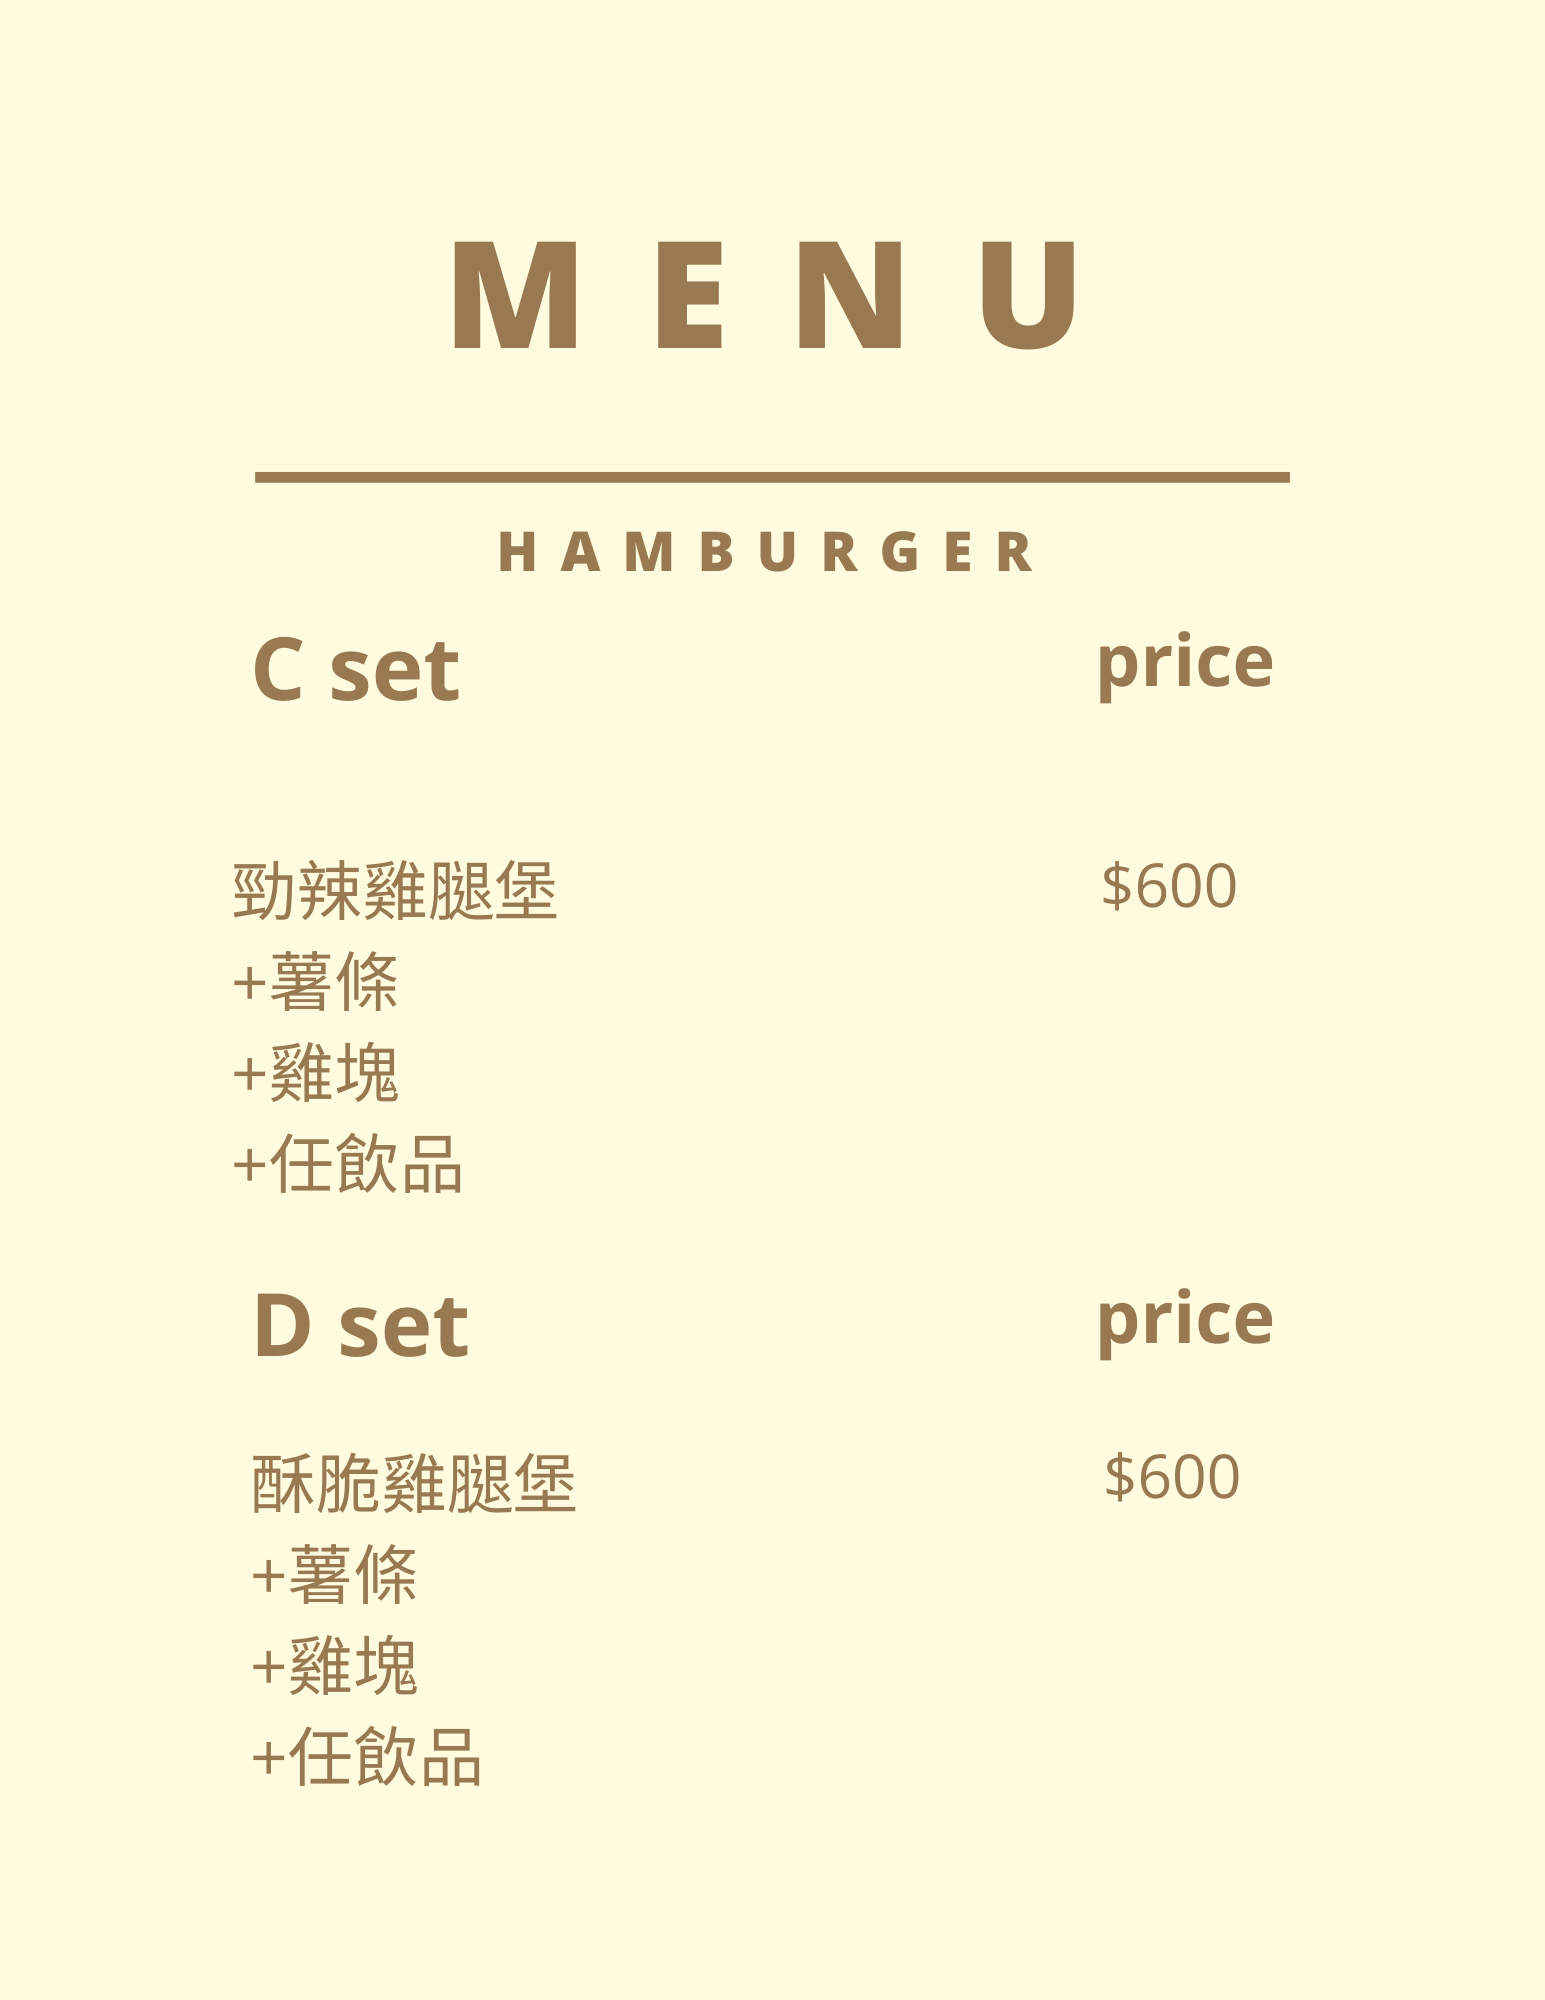 MENU
HAMBURGER
C set price
勁辣雞腿堡 $600
+薯條
+雞塊
+任飲品
D set price
酥脆雞腿堡 $600
+薯條
+雞塊
+任飲品